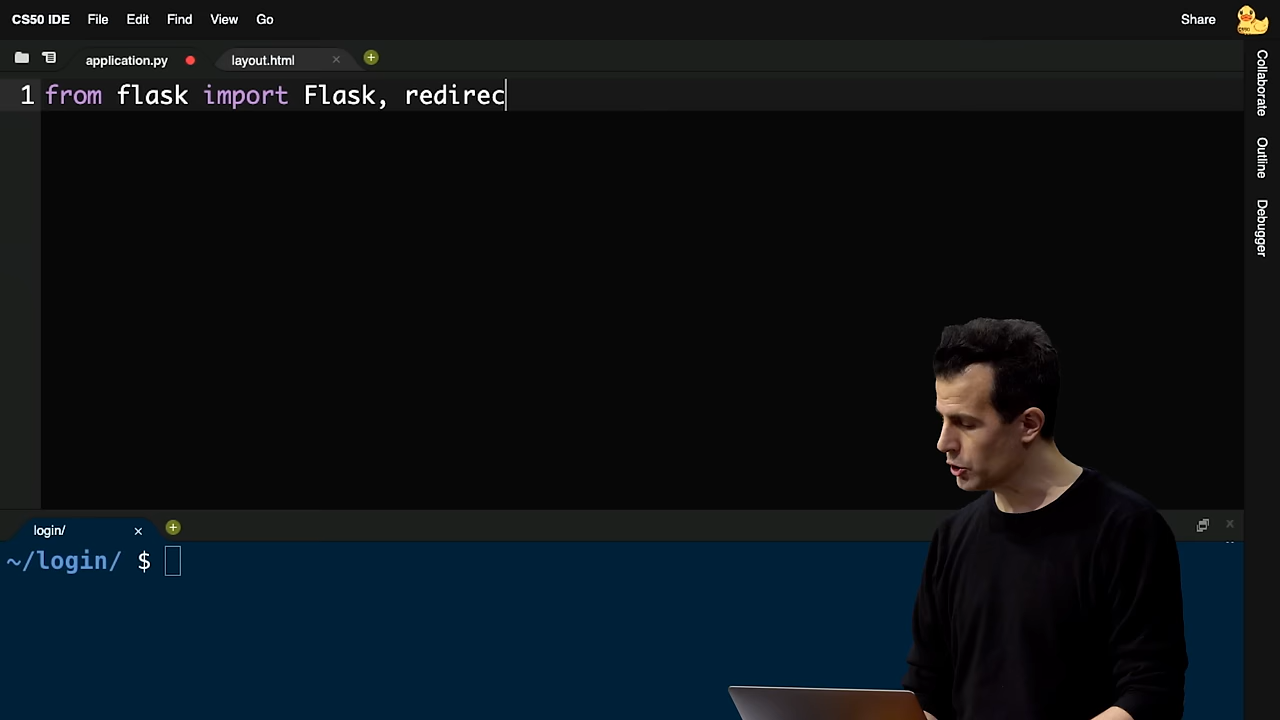 CS50 IDE File Edit Find View Go Share
application.py layout.html
1 from flask import Flask, redirec
Collaborate
Outline
Debugger
login/
~/login/ $